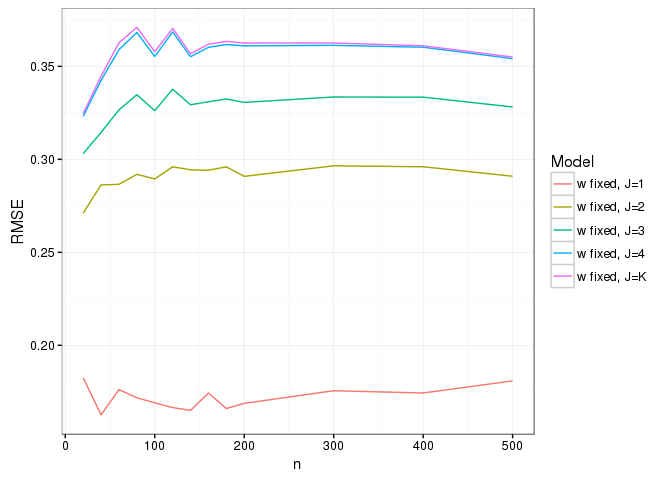 0.35
0.30
0.25
0.20
RMSE
0
100
200
300
400
500
n
Model
w fixed, J=1
w fixed, J=2
w fixed, J=3
w fixed, J=4
w fixed, J=K